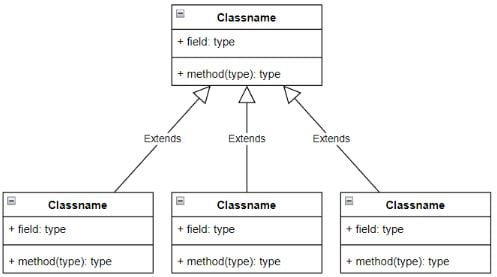 Classname
+ field: type
+ method(type): type
Extends
Extends
Extends
Classname
+ field: type
+ method(type): type
Classname
+ field: type
+ method(type): type
Classname
+ field: type
+ method(type): type